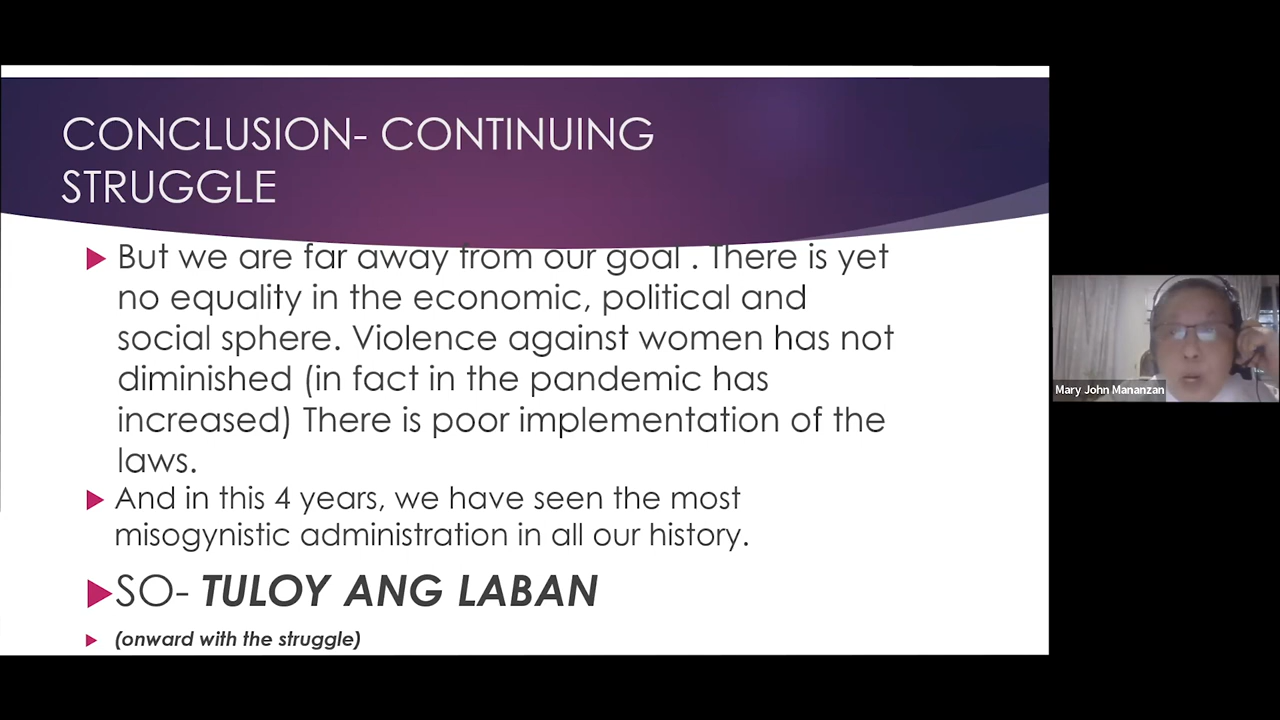 CONCLUSION- CONTINUING
STRUGGLE
But we are far away from our goal . There is yet
no equality in the economic, political and
social sphere. Violence against women has not
diminished (in fact in the pandemic has
increased) There is poor implementation of the
laws.
And in this 4 years, we have seen the most
misogynistic administration in all our history.
SO- TULOY ANG LABAN
(onward with the struggle)
Mary John Mananzan